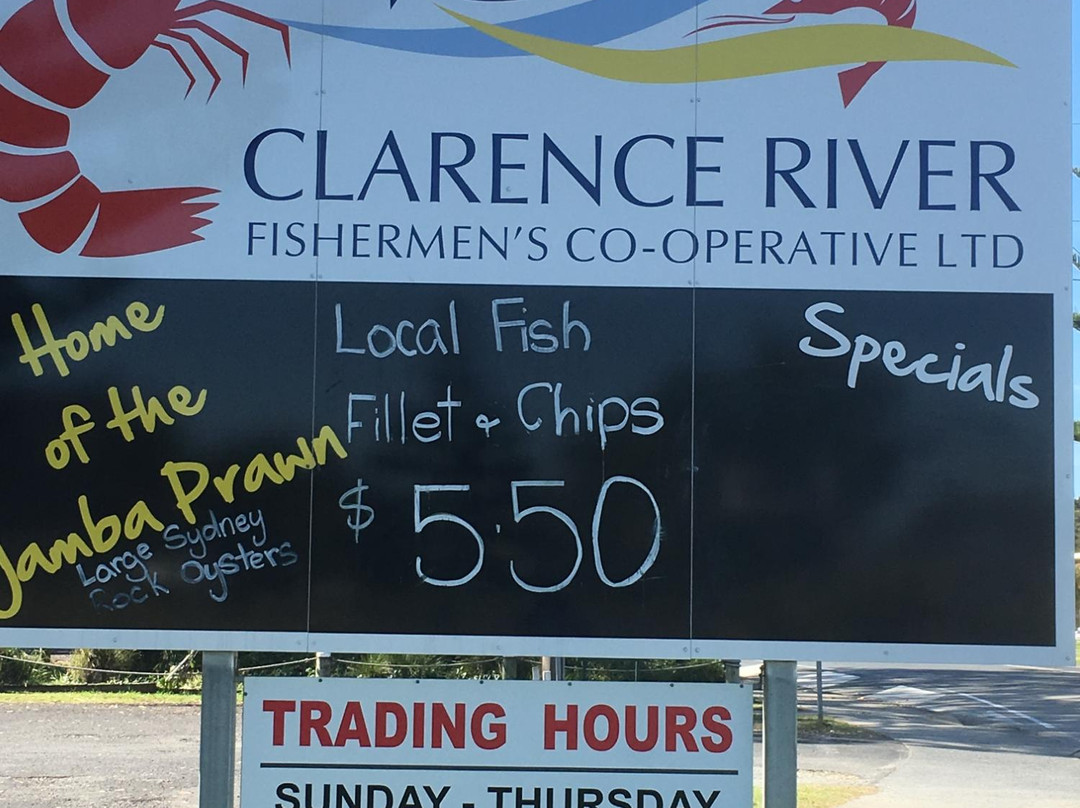 CLARENCE RIVER
FISHERMEN'S CO-OPERATIVE LTD
Home
of the
Yamba Prawn
Large Sydney
Rock Oysters
Local Fish
Fillet & Chips
$ 5.50
Specials
TRADING HOURS
SUNDAY - THURSDAY